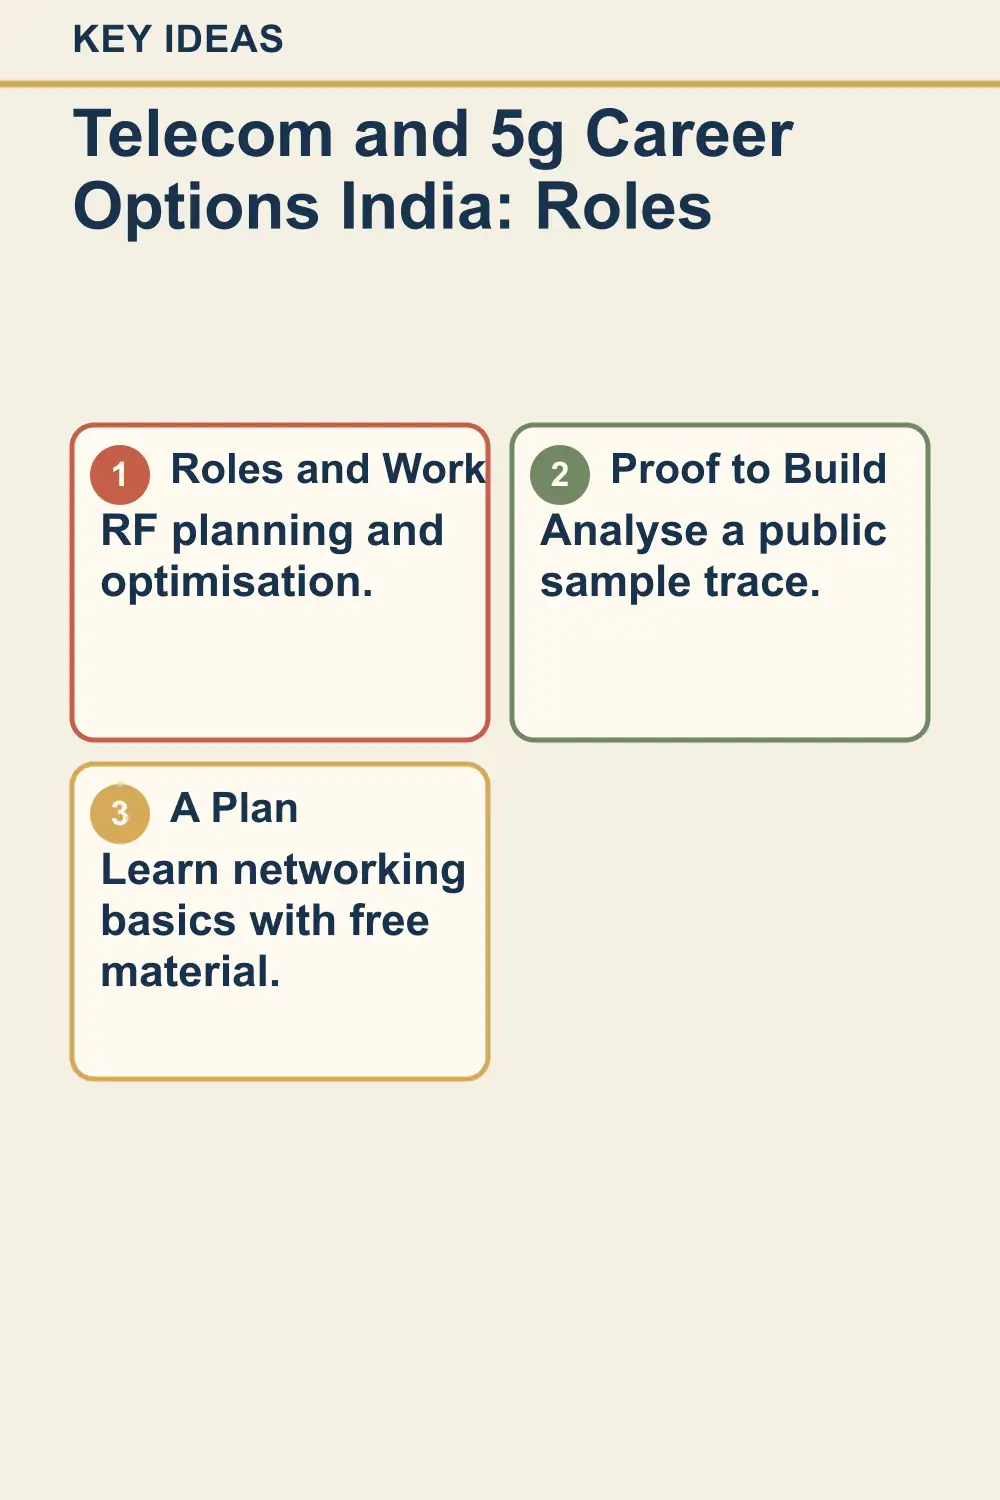 KEY IDEAS
Telecom and 5g Career
Options India: Roles
1 Roles and Work
RF planning and
optimisation.
2 Proof to Build
Analyse a public
sample trace.
3 A Plan
Learn networking
basics with free
material.